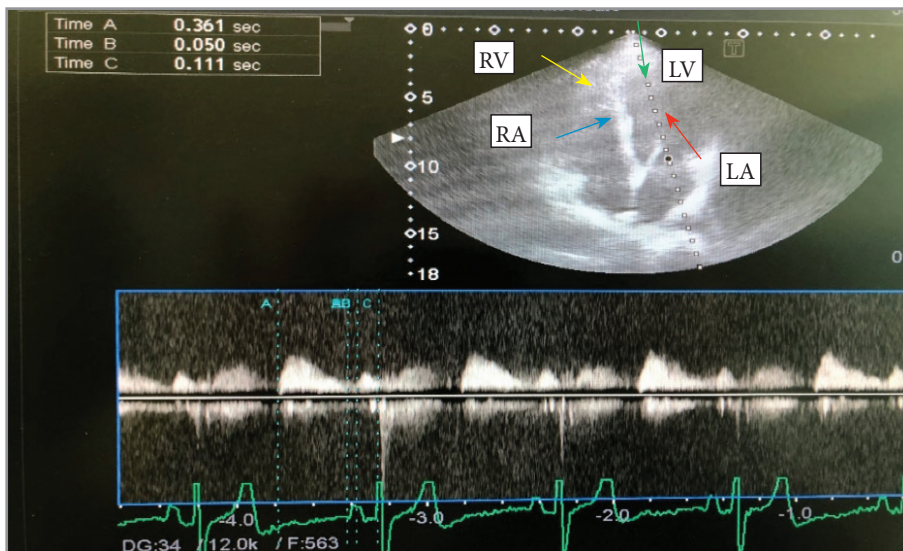 Time A 0.361 sec
Time B 0.050 sec
Time C 0.111 sec
0
5
10
15
18
RV
LV
RA
LA
T
0
A
C
-4.0
-3.0
-2.0
-1.0
DG:34 / 12.0k / F:563